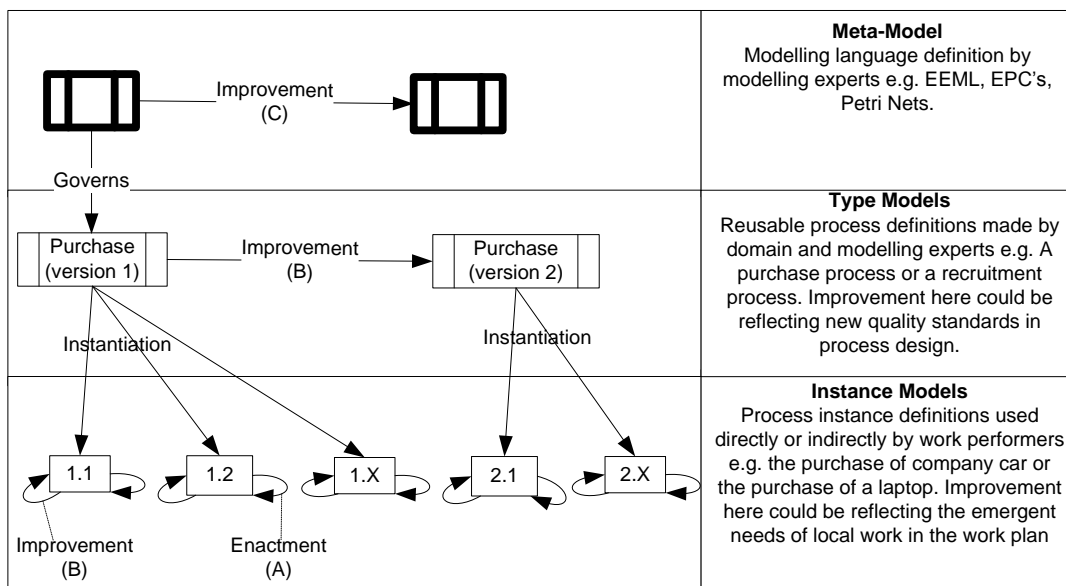 Meta-Model
Modelling language definition by
modelling experts e.g. EEML, EPC's,
Petri Nets.
Improvement
(C)
Governs
Type Models
Reusable process definitions made by
domain and modelling experts e.g. A
purchase process or a recruitment
process. Improvement here could be
reflecting new quality standards in
process design.
Purchase
(version 1)
Improvement
(B)
Purchase
(version 2)
Instantiation
Instantiation
Instance Models
Process instance definitions used
directly or indirectly by work performers
e.g. the purchase of company car or
the purchase of a laptop. Improvement
here could be reflecting the emergent
needs of local work in the work plan
1.1
1.2
1.X
2.1
2.X
Improvement
(B)
Enactment
(A)